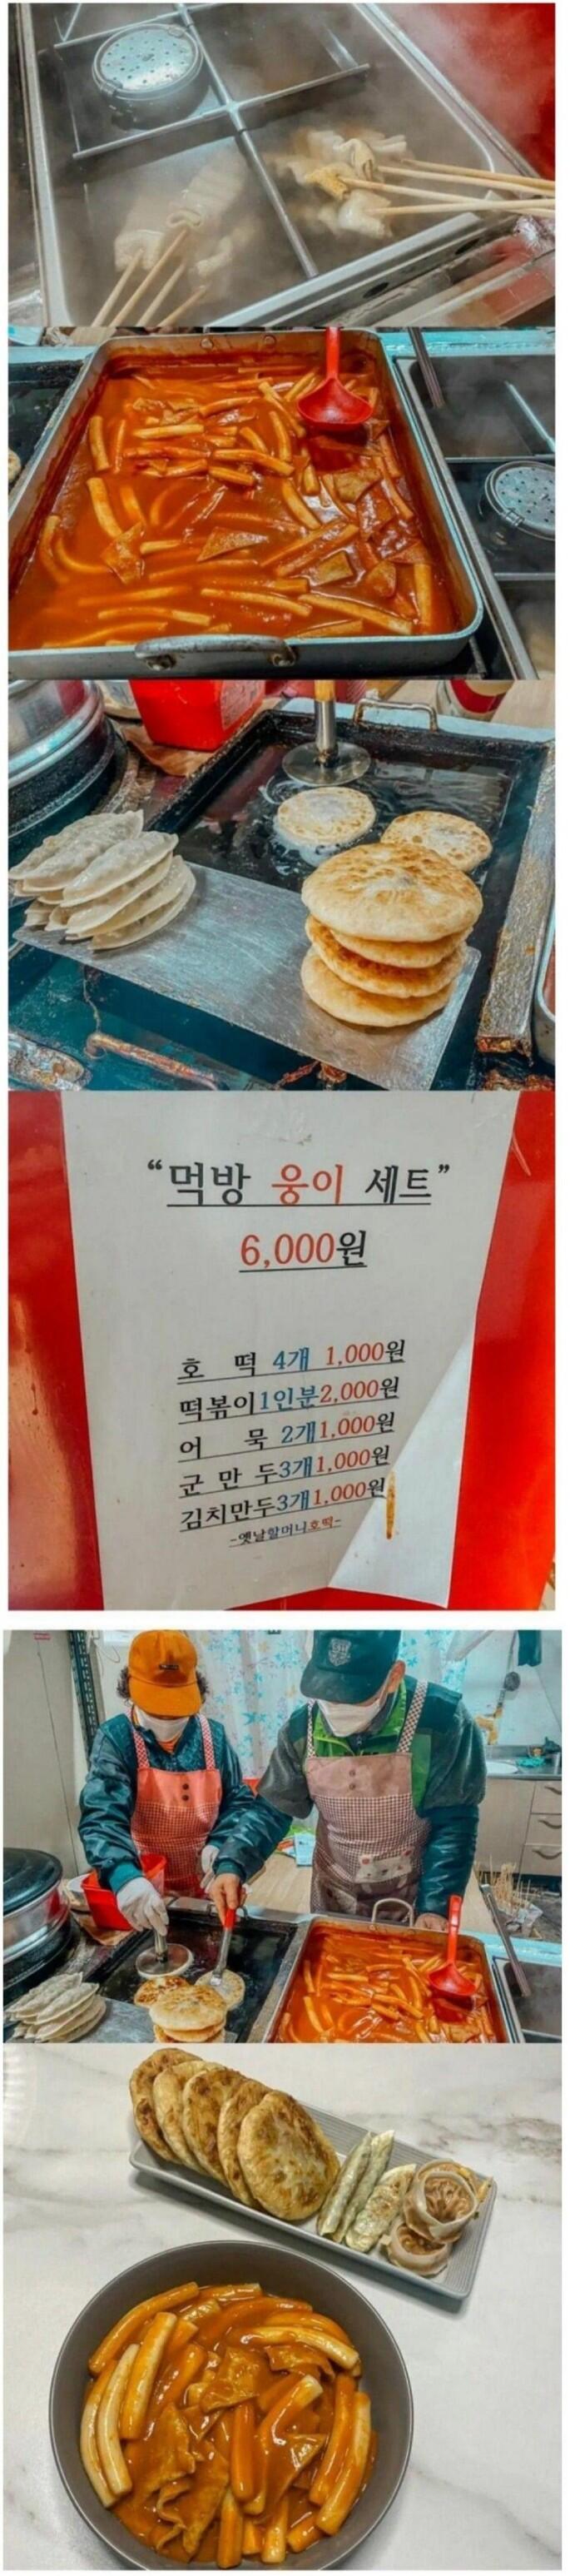 “먹방 웅이 세트”
6,000원
호 떡 4개 1,000원
떡볶이1인분2,000원
어 묵 2개1,000원
군 만 두3개1,000원
김치만두3개1,000원
-옛날할머니호떡-